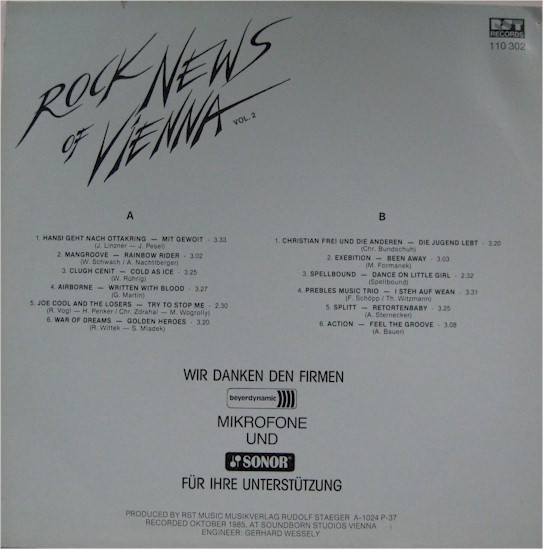 ROCK NEWS
OF VIENNA
VOL. 2
RST
RECORDS
110 302
A
1. HANSI GEHT NACH OTTAKRING — MIT GEWOIT - 3.33
(J. Linzner — J. Pesei)
2. MANGROOVE — RAINBOW RIDER - 3.02
(W. Schwach / A. Nachtberger)
3. CLUGH CENIT — COLD AS ICE - 3.25
(W. Röhrig)
4. AIRBORNE — WRITTEN WITH BLOOD - 3.27
(G. Martin)
5. JOE COOL AND THE LOSERS — TRY TO STOP ME - 2.30
(R. Vogl — H. Penker / Chr. Zdrahal — M. Wogrolly)
6. WAR OF DREAMS — GOLDEN HEROES - 3.20
(R. Wittek — S. Mladek)
B
1. CHRISTIAN FREI UND DIE ANDEREN — DIE JUGEND LEBT - 3.20
(Chr. Bundschuh)
2. EXEBITION — BEEN AWAY - 3.03
(M. Formanek)
3. SPELLBOUND — DANCE ON LITTLE GIRL - 2.32
(Spellbound)
4. PREBLES MUSIC TRIO — I STEH AUF WEAN - 3.31
(F. Schöpp / Th. Witzmann)
5. SPLITT — RETORTENBABY - 3.25
(A. Sternecker)
6. ACTION — FEEL THE GROOVE - 3.08
(A. Bauer)
WIR DANKEN DEN FIRMEN
beyerdynamic
MIKROFONE
UND
SONOR®
FÜR IHRE UNTERSTÜTZUNG
PRODUCED BY RST MUSIC MUSIKVERLAG RUDOLF STAEGER A-1024 P-37
RECORDED OKTOBER 1985, AT SOUNDBORN STUDIOS VIENNA
ENGINEER: GERHARD WESSELY